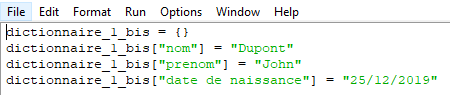 File Edit Format Run Options Window Help
dictionnaire_1_bis = {}
dictionnaire_1_bis["nom"] = "Dupont"
dictionnaire_1_bis["prenom"] = "John"
dictionnaire_1_bis["date de naissance"] = "25/12/2019"